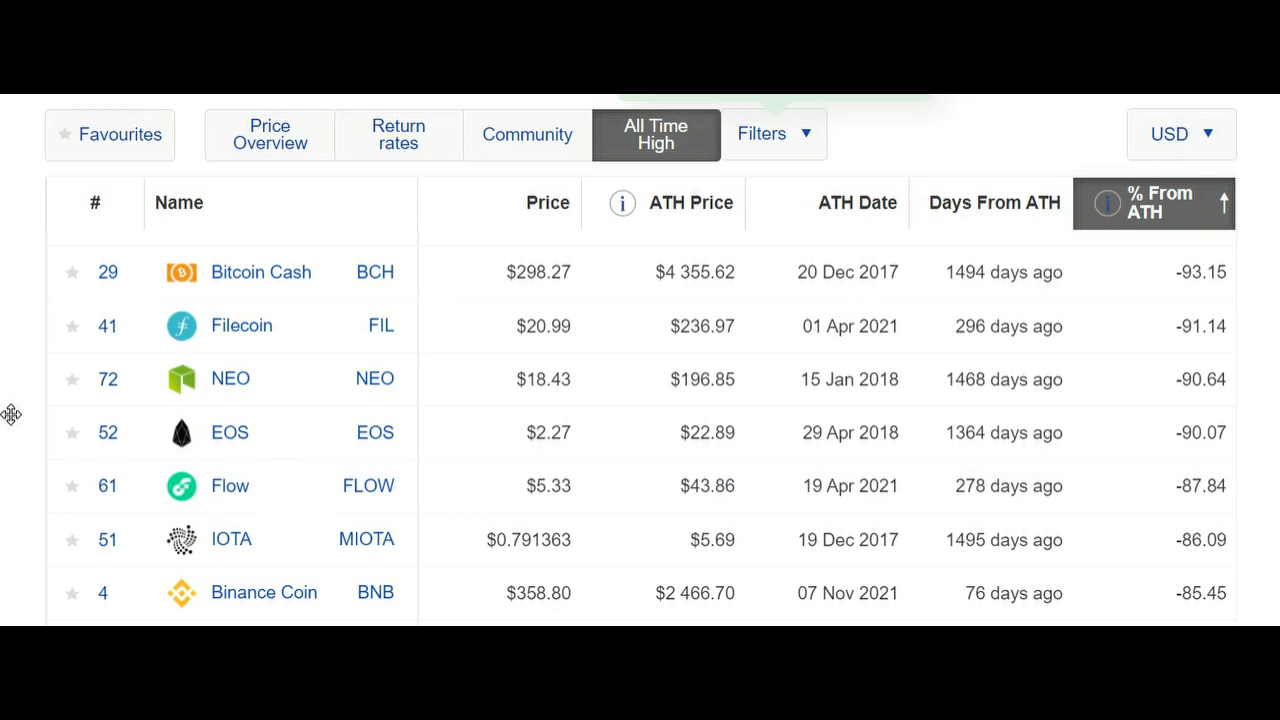 Favourites Price Overview Return rates Community All Time High Filters ▼ USD ▼
# Name Price i ATH Price ATH Date Days From ATH i % From ATH ↑
29 Bitcoin Cash BCH $298.27 $4 355.62 20 Dec 2017 1494 days ago -93.15
41 Filecoin FIL $20.99 $236.97 01 Apr 2021 296 days ago -91.14
72 NEO NEO $18.43 $196.85 15 Jan 2018 1468 days ago -90.64
52 EOS EOS $2.27 $22.89 29 Apr 2018 1364 days ago -90.07
61 Flow FLOW $5.33 $43.86 19 Apr 2021 278 days ago -87.84
51 IOTA MIOTA $0.791363 $5.69 19 Dec 2017 1495 days ago -86.09
4 Binance Coin BNB $358.80 $2 466.70 07 Nov 2021 76 days ago -85.45